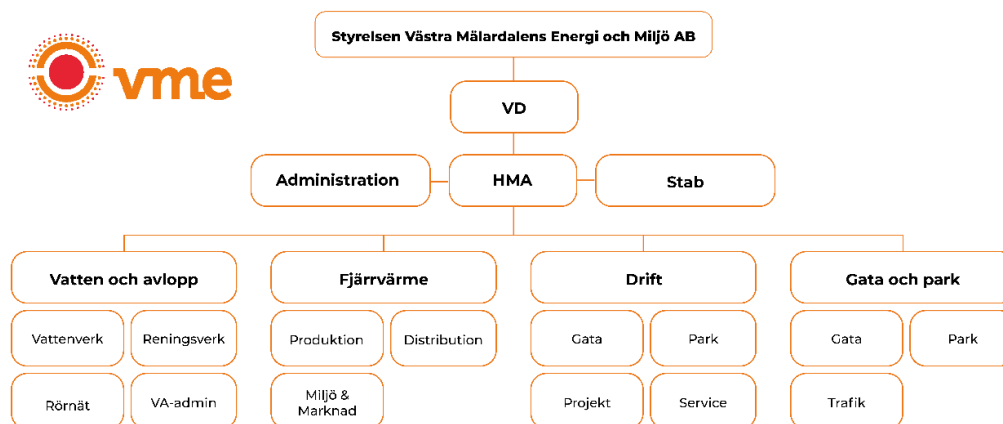 Styrelsen Västra Mälardalens Energi och Miljö AB
vme
VD
Administration
HMA
Stab
Vatten och avlopp
Fjärrvärme
Drift
Gata och park
Vattenverk
Reningsverk
Produktion
Distribution
Gata
Park
Gata
Park
Rörnät
VA-admin
Miljö &
Marknad
Projekt
Service
Trafik